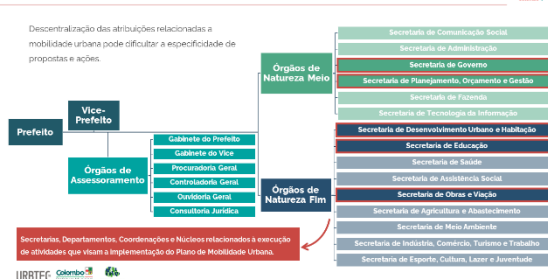 Descentralização das atribuições relacionadas a
mobilidade urbana pode dificultar a especificidade de
propostas e ações.
Prefeito
Vice-
Prefeito
Órgãos de
Assessoramento
Gabinete do Prefeito
Gabinete do Vice
Procuradoria Geral
Controladoria Geral
Ouvidoria Geral
Consultoria Jurídica
Órgãos de
Natureza Meio
Secretaria de Comunicação Social
Secretaria de Administração
Secretaria de Governo
Secretaria de Planejamento, Orçamento e Gestão
Secretaria de Fazenda
Secretaria de Tecnologia da Informação
Órgãos de
Natureza Fim
Secretaria de Desenvolvimento Urbano e Habitação
Secretaria de Educação
Secretaria de Saúde
Secretaria de Assistência Social
Secretaria de Obras e Viação
Secretaria de Agricultura e Abastecimento
Secretaria de Meio Ambiente
Secretaria de Indústria, Comércio, Turismo e Trabalho
Secretaria de Esporte, Cultura, Lazer e Juventude
Secretarias, Departamentos, Coordenações e Núcleos relacionados à execução
de atividades que visam a implementação do Plano de Mobilidade Urbana.
URBTEC
Colombo